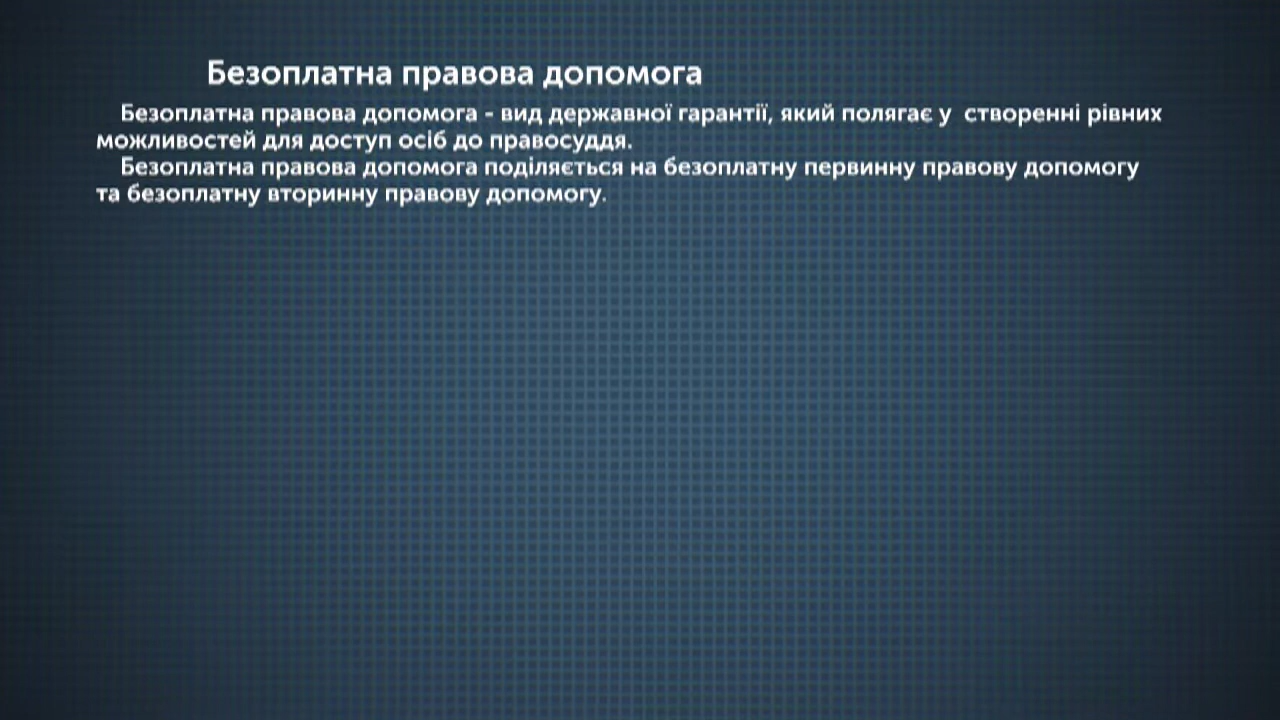 Безоплатна правова допомога
Безоплатна правова допомога - вид державної гарантії, який полягає у створенні рівних
можливостей для доступ осіб до правосуддя.
Безоплатна правова допомога поділяється на безоплатну первинну правову допомогу
та безоплатну вторинну правову допомогу.